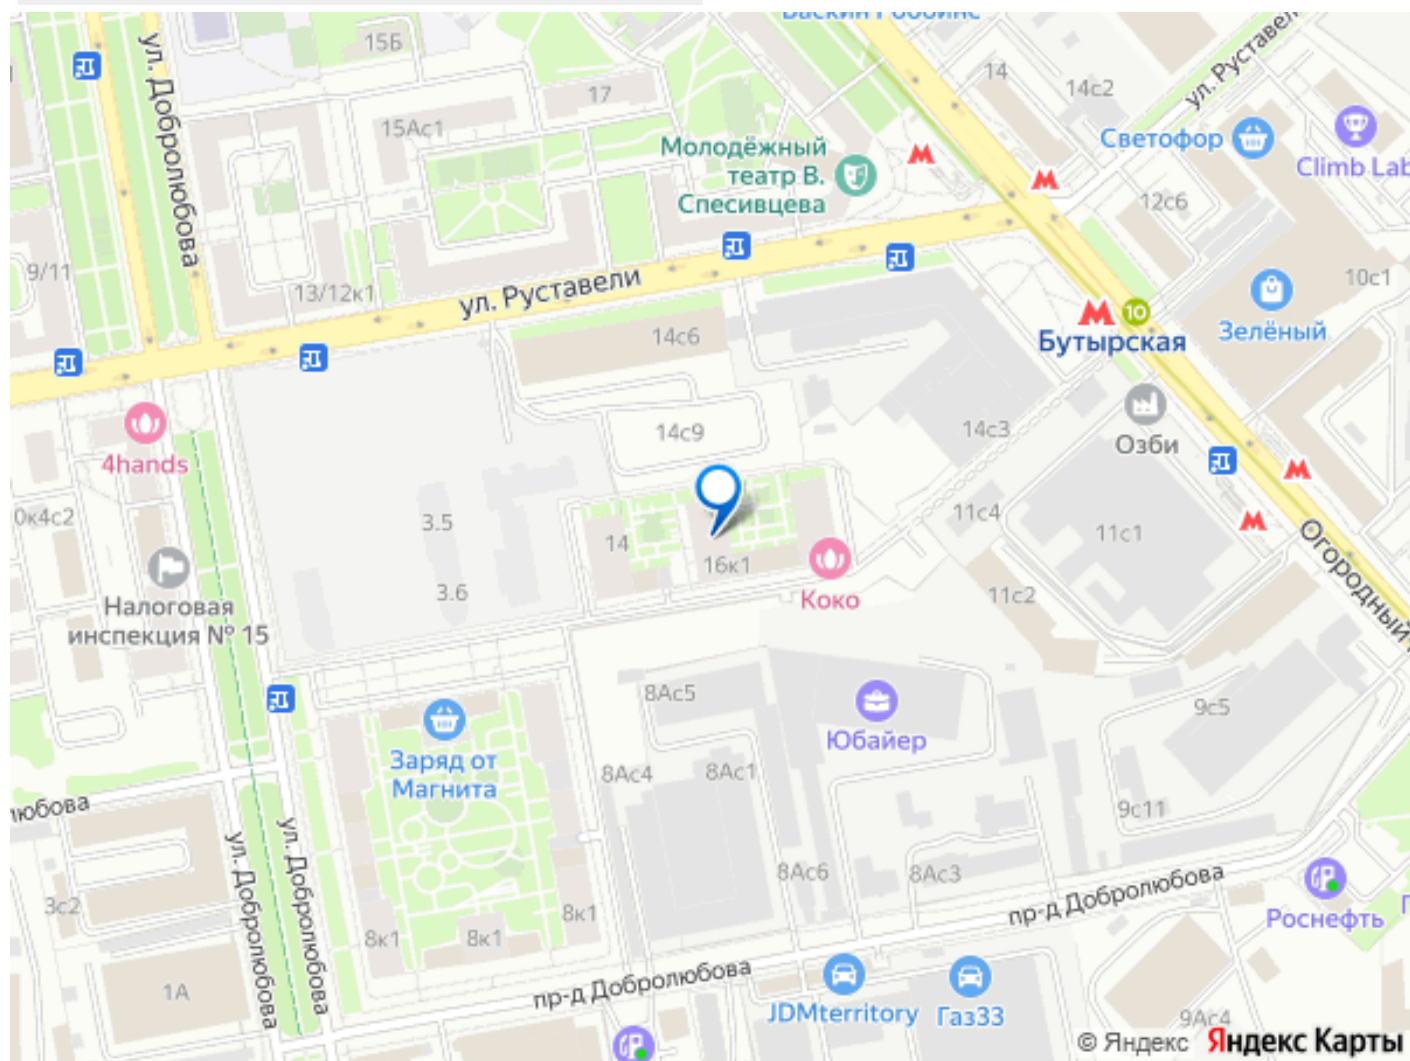 Баскин Роббинс
15Б
ул. Добролюбова
14
14с2
ул. Руставели
17
15Ас1
Светофор
Climb Lab
Молодёжный
театр В.
Спесивцева
12с6
9/11
13/12к1
ул. Руставели
10с1
10
Бутырская
Зелёный
14с6
14с9
14с3
Озби
4hands
0к4с2
3.5
14
16к1
11с4
11с1
Огородный
3.6
Коко
11с2
Налоговая
инспекция № 15
8Ас5
9с5
Юбайер
Заряд от
Магнита
8Ас4
8Ас1
любова
9с11
ул. Добролюбова
ул. Добролюбова
8Ас6
8Ас3
пр-д Добролюбова
3с2
8к1
8к1
8к1
Роснефть
1А
пр-д Добролюбова
JDMterritory
Газ33
9Ас4
© Яндекс Яндекс Карты